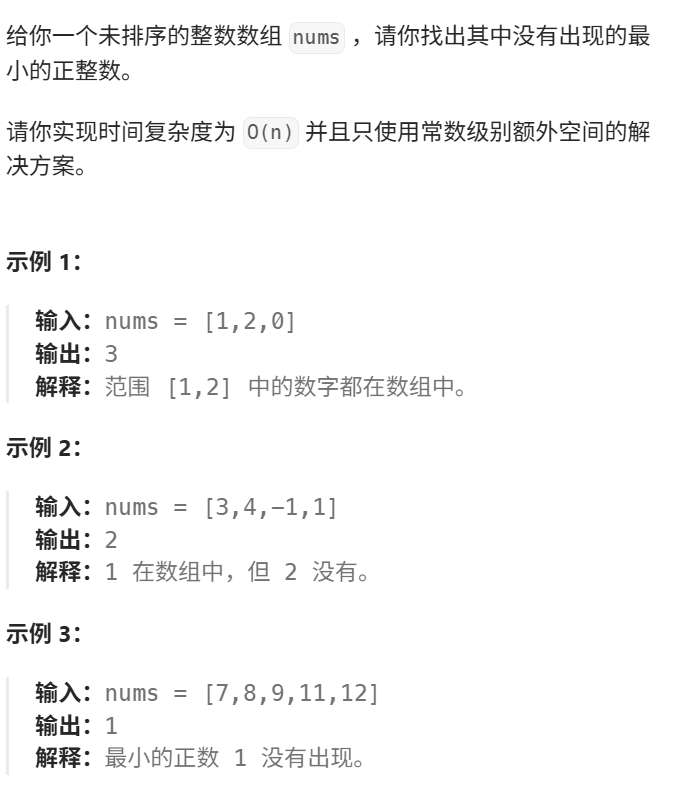 给你一个未排序的整数数组 nums ，请你找出其中没有出现的最
小的正整数。
请你实现时间复杂度为 O(n) 并且只使用常数级别额外空间的解
决方案。
示例 1：
输入：nums = [1,2,0]
输出：3
解释：范围 [1,2] 中的数字都在数组中。
示例 2：
输入：nums = [3,4,-1,1]
输出：2
解释：1 在数组中，但 2 没有。
示例 3：
输入：nums = [7,8,9,11,12]
输出：1
解释：最小的正数 1 没有出现。